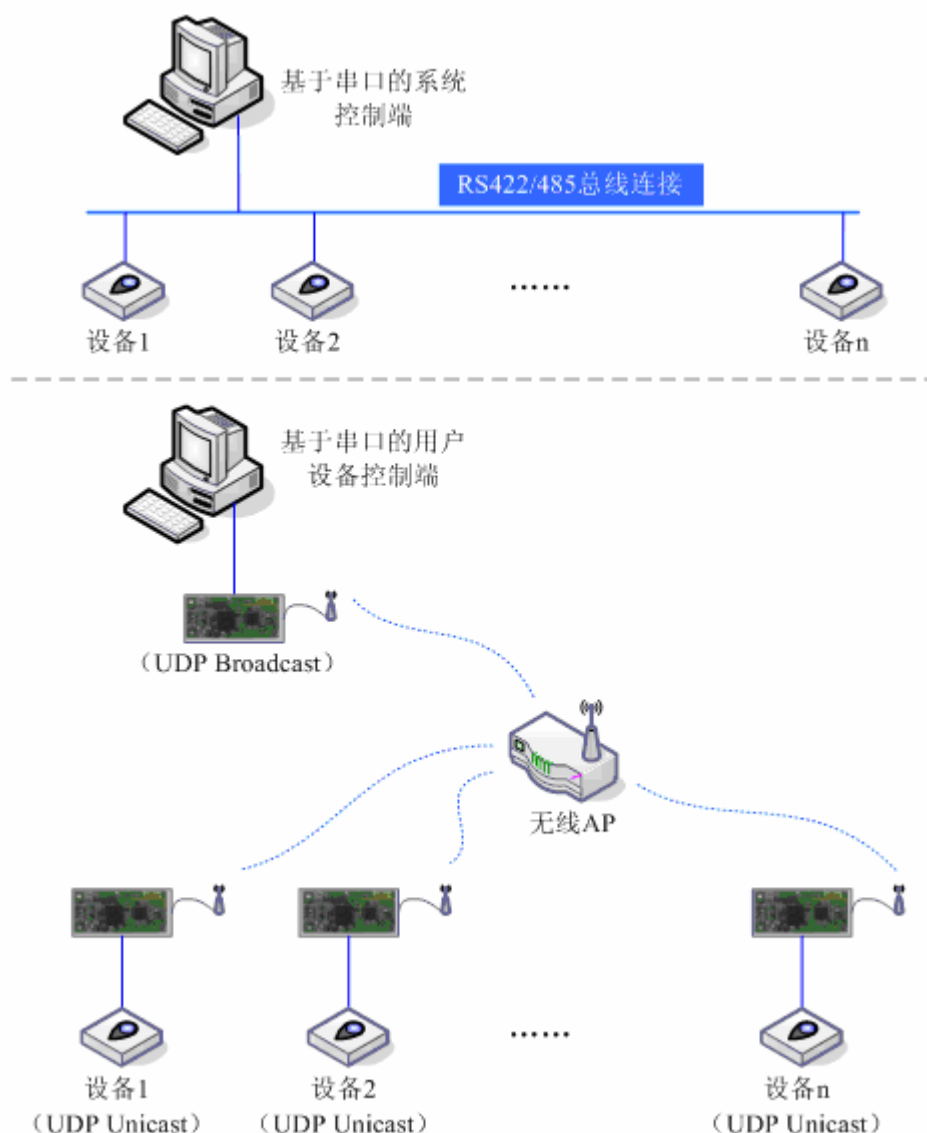 基于串口的系统
控制端
RS422/485总线连接
······
设备1
设备2
设备n
基于串口的用户
设备控制端
（UDP Broadcast）
无线AP
······
设备1
设备2
设备n
（UDP Unicast）
（UDP Unicast）
（UDP Unicast）